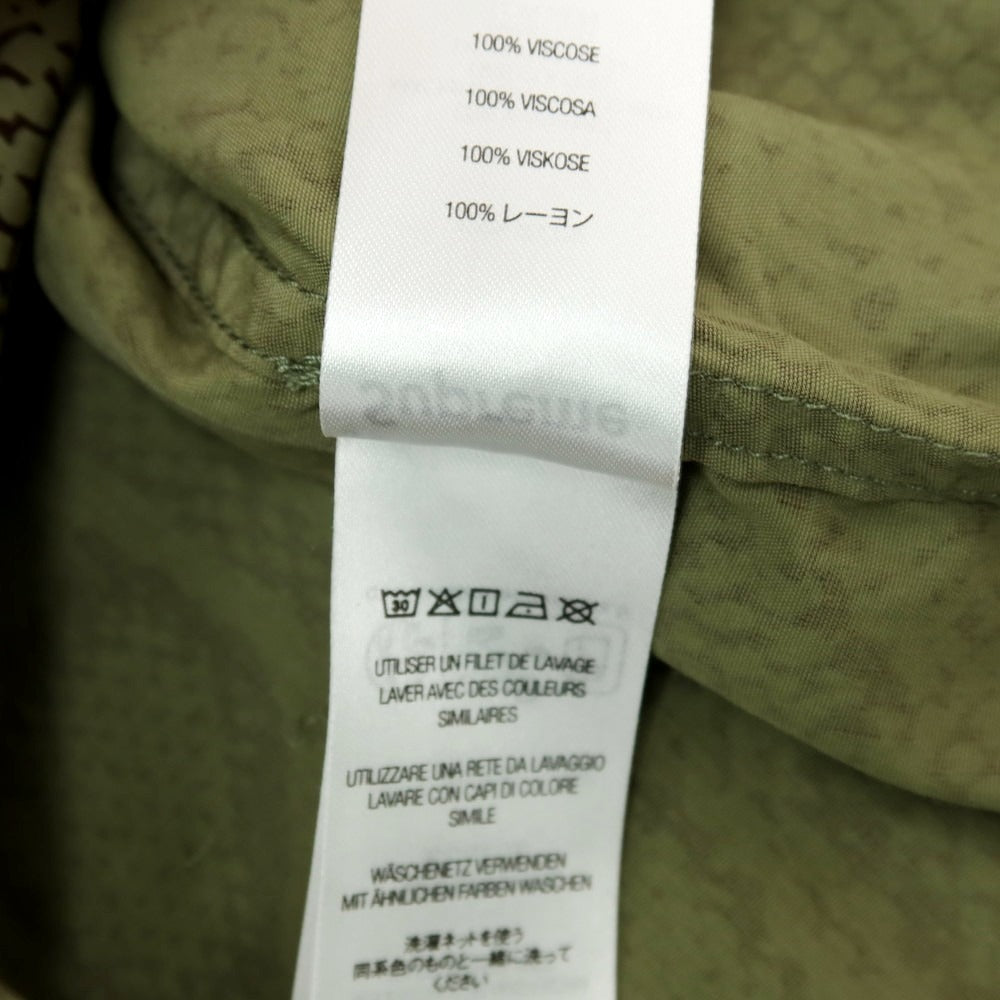 100% VISCOSE
100% VISCOSA
100% VISKOSE
100% レーヨン
Supreme
30
UTILISER UN FILET DE LAVAGE
LAVER AVEC DES COULEURS
SIMILAIRES
UTILIZZARE UNA RETE DA LAVAGGIO
LAVARE CON CAPI DI COLORE
SIMILE
WÄSCHENETZ VERWENDEN
MIT ÄHNLICHEN FARBEN WASCHEN
洗濯ネットを使う
同系色のものと一緒に洗って
ください